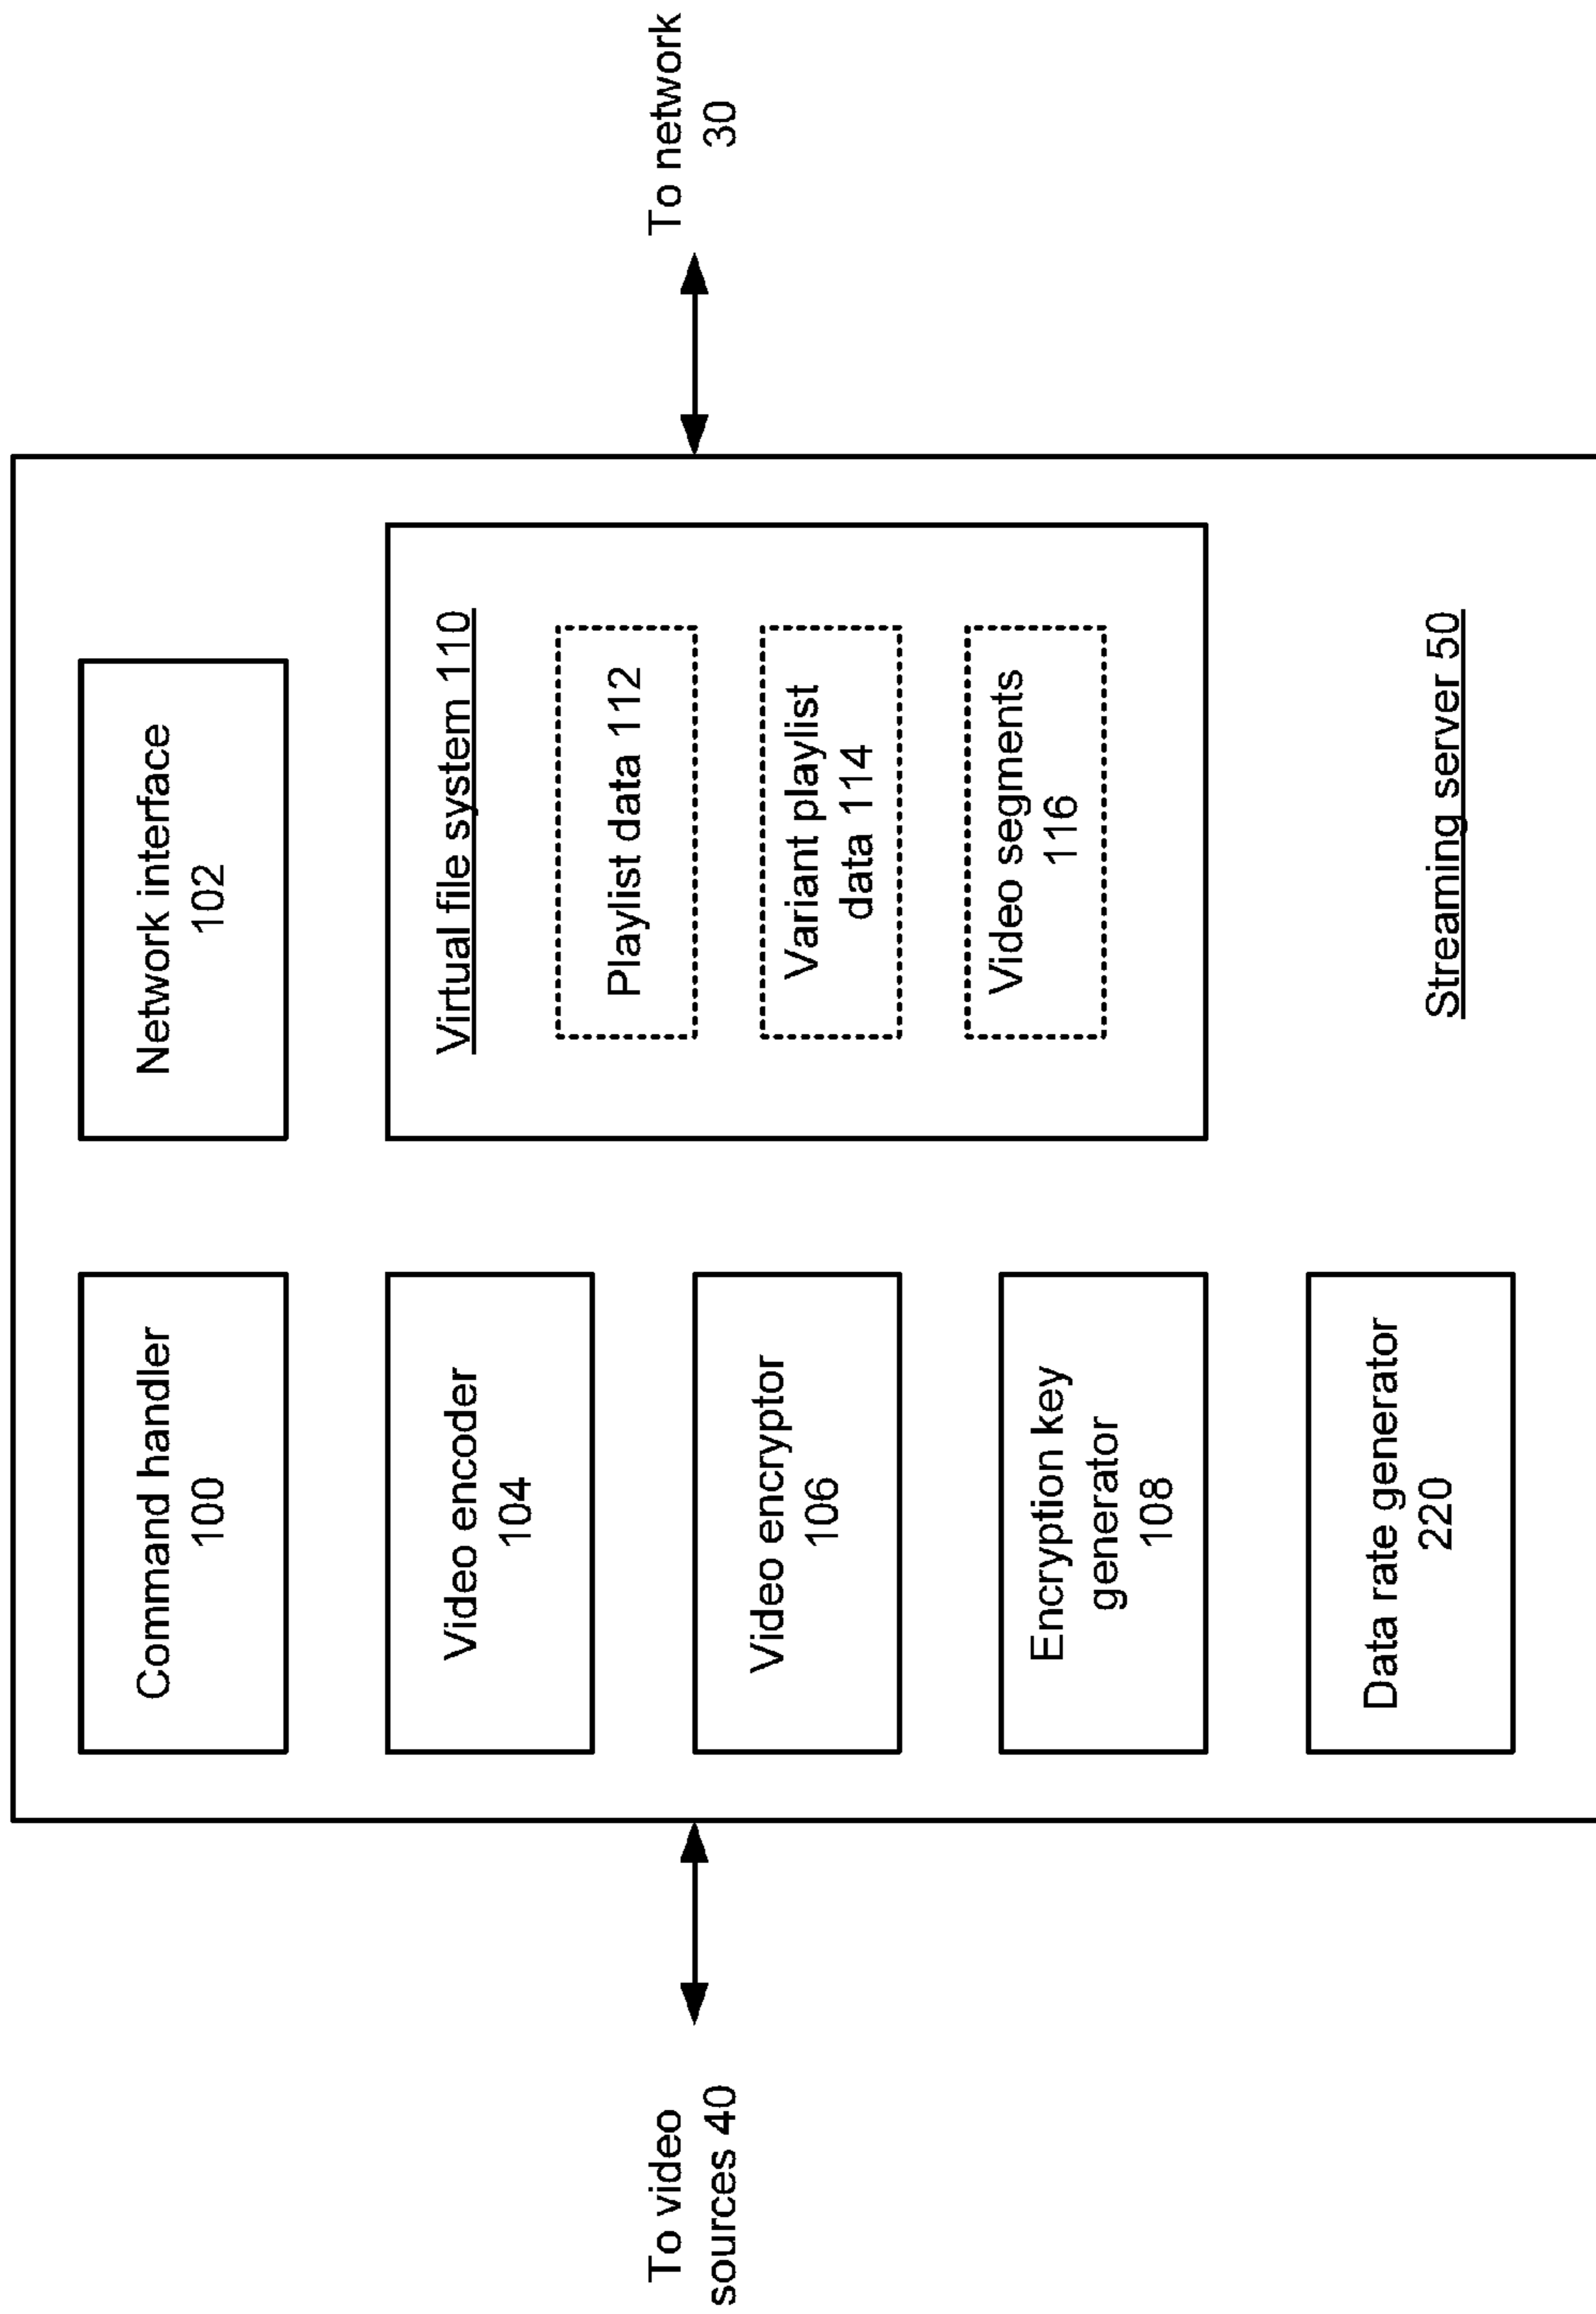 To video
sources 40
Command handler
100
Video encoder
104
Video encryptor
106
Encryption key
generator
108
Data rate generator
220
Network interface
102
Virtual file system 110
Playlist data 112
Variant playlist
data 114
Video segments
116
Streaming server 50
To network
30